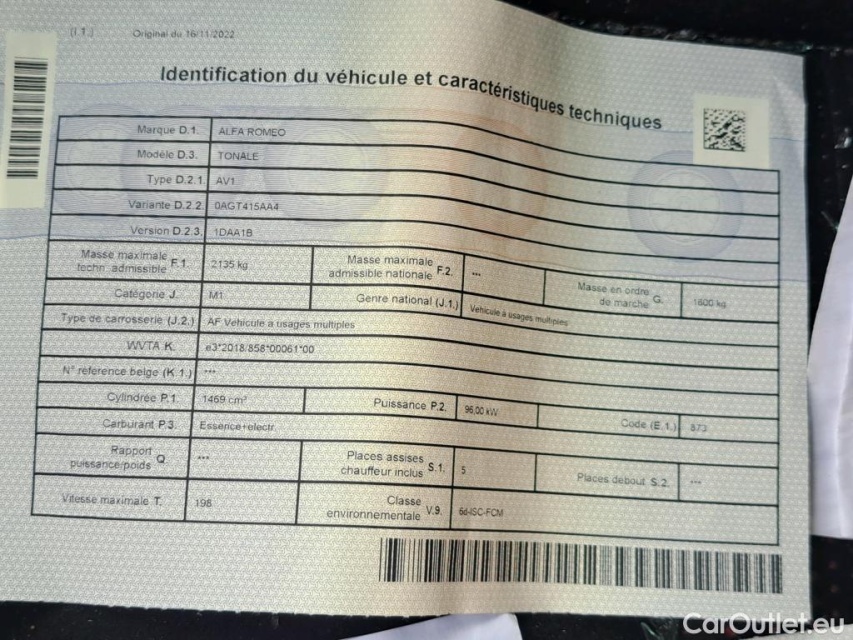 (I.1.) Original du 16/11/2022
Identification du véhicule et caractéristiques techniques
Marque D.1. ALFA ROMEO
Modèle D.3. TONALE
Type D.2.1. AV1
Variante D.2.2. 0AGT415AA4
Version D.2.3. 1DAA1B
Masse maximale techn. admissible F.1. 2135 kg Masse maximale admissible nationale F.2. *** Masse en ordre de marche G. 1600 kg
Catégorie J. M1 Genre national (J.1.) Véhicule à usages multiples
Type de carrosserie (J.2.) AF Véhicule à usages multiples
WVTA K. e3*2018/858*00061*00
N° référence belge (K.1.) ***
Cylindrée P.1. 1469 cm³ Puissance P.2. 96,00 kW Code (E.1.) 873
Carburant P.3. Essence+électr.
Rapport puissance/poids Q. *** Places assises chauffeur inclus S.1. 5 Places debout S.2. ***
Vitesse maximale T. 198 Classe environnementale V.9. 6d-ISC-FCM
CarOutlet.eu